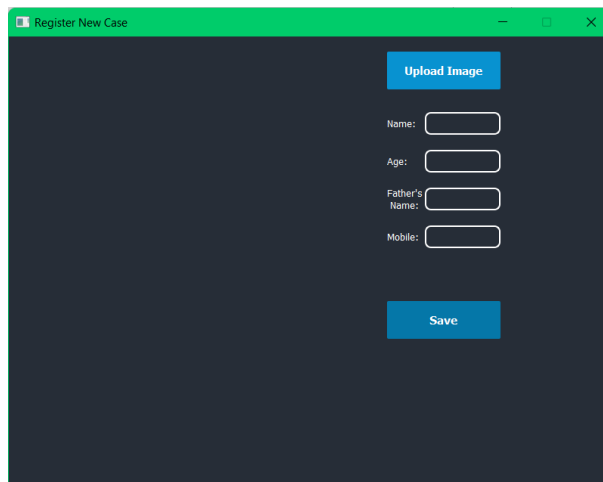 Register New Case
Upload Image
Name:
Age:
Father's
Name:
Mobile:
Save